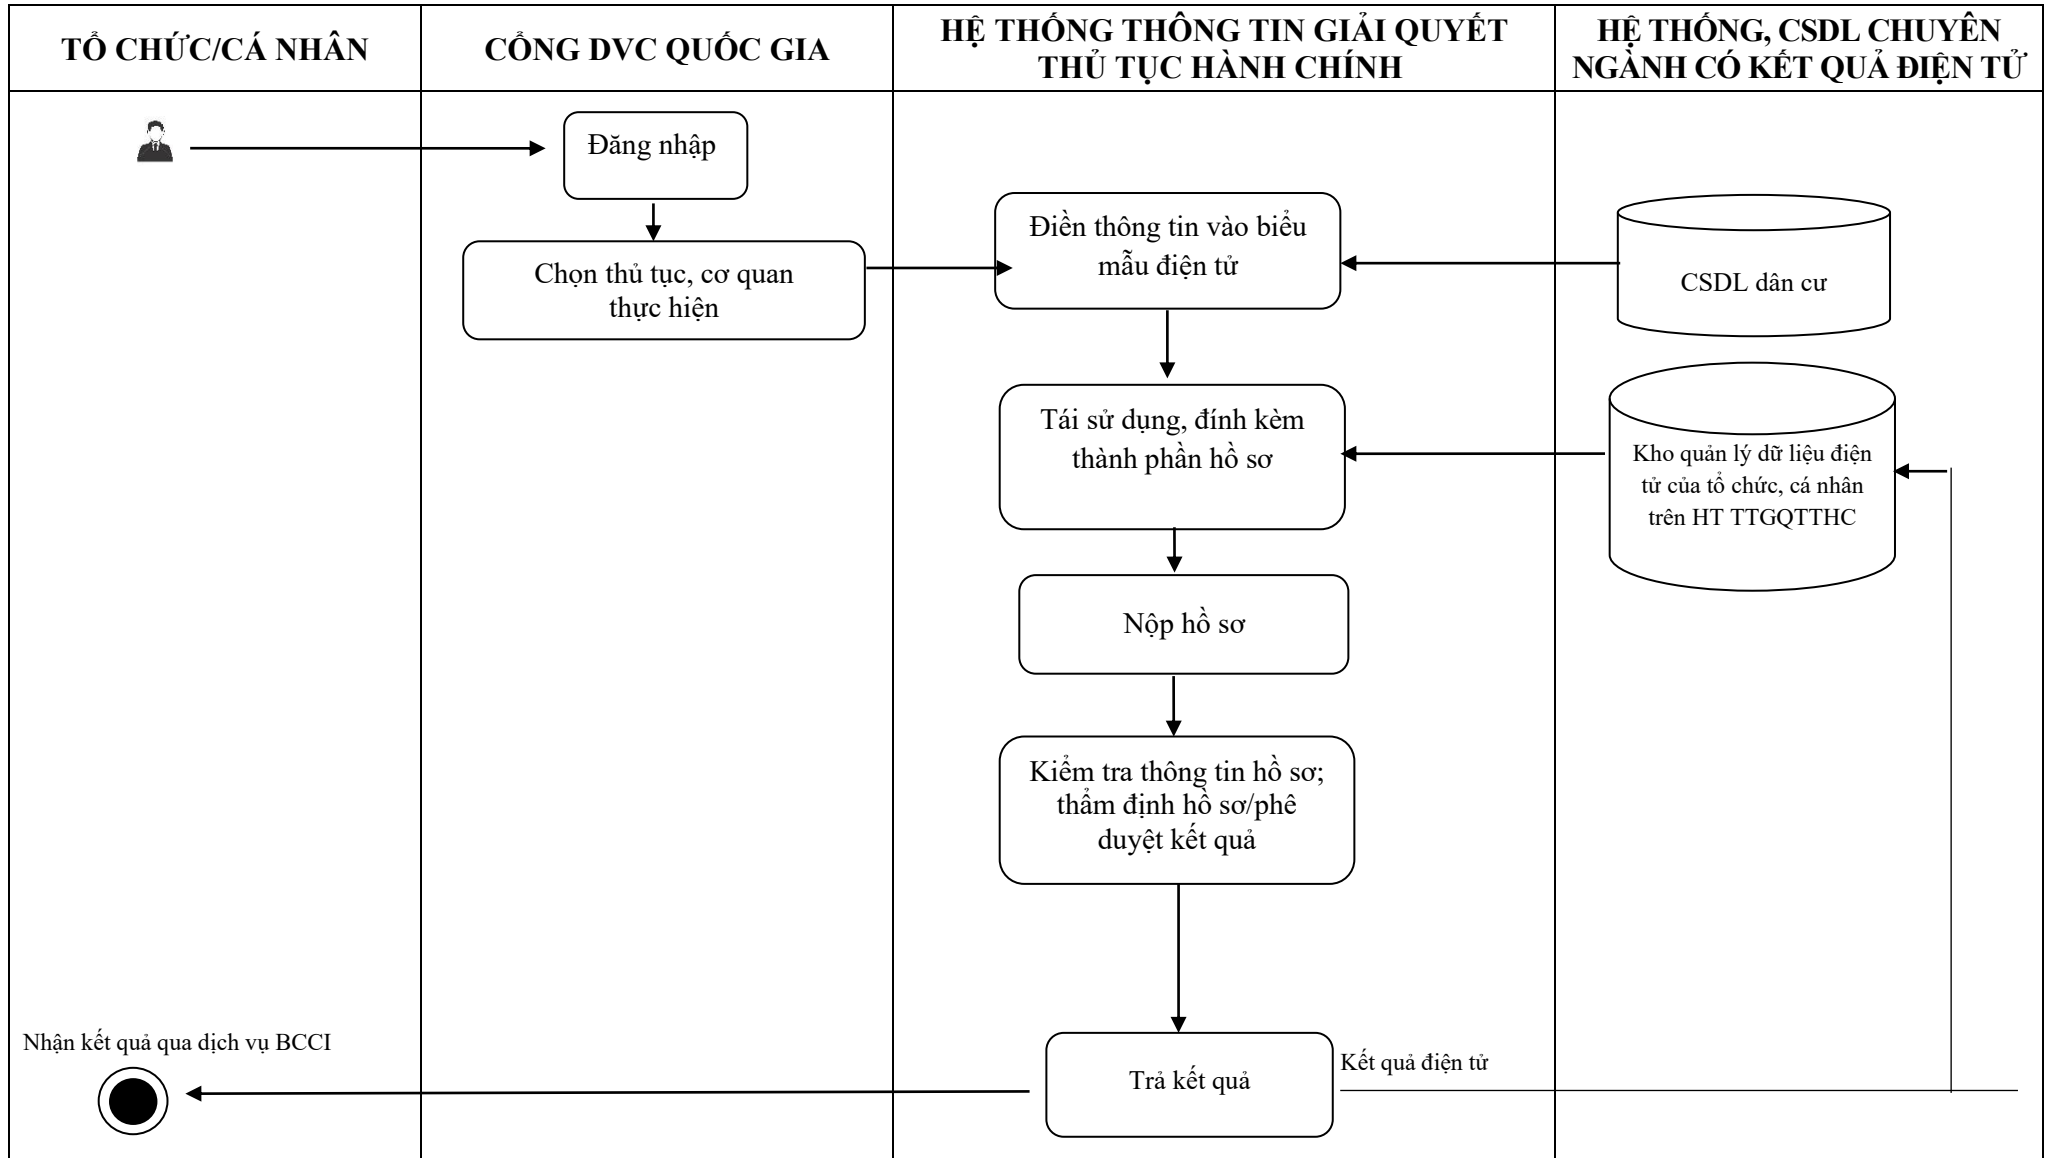 TỔ CHỨC/CÁ NHÂN
CỔNG DVC QUỐC GIA
HỆ THỐNG THÔNG TIN GIẢI QUYẾT
THỦ TỤC HÀNH CHÍNH
HỆ THỐNG, CSDL CHUYÊN
NGÀNH CÓ KẾT QUẢ ĐIỆN TỬ
Đăng nhập
Chọn thủ tục, cơ quan
thực hiện
Điền thông tin vào biểu
mẫu điện tử
CSDL dân cư
Tái sử dụng, đính kèm
thành phần hồ sơ
Kho quản lý dữ liệu điện
tử của tổ chức, cá nhân
trên HT TTGQTTHC
Nộp hồ sơ
Kiểm tra thông tin hồ sơ;
thẩm định hồ sơ/phê
duyệt kết quả
Nhận kết quả qua dịch vụ BCCI
Trả kết quả
Kết quả điện tử